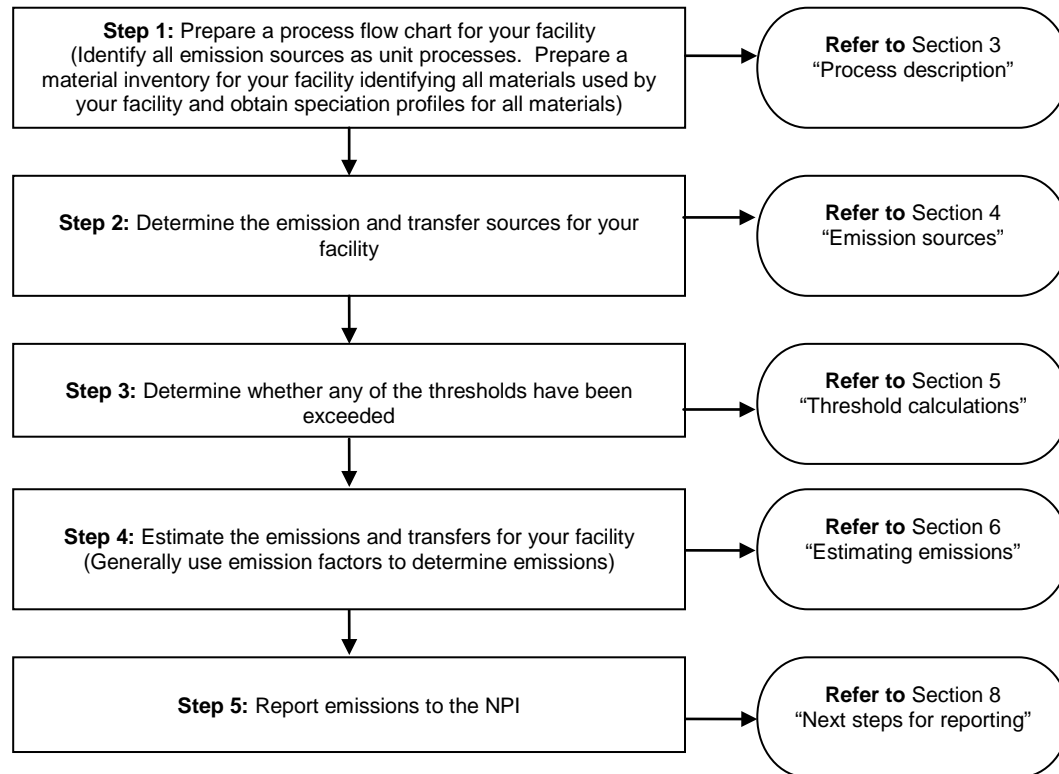 Step 1: Prepare a process flow chart for your facility
(Identify all emission sources as unit processes.  Prepare a
material inventory for your facility identifying all materials used by
your facility and obtain speciation profiles for all materials)
Refer to Section 3
“Process description”
Step 2: Determine the emission and transfer sources for your
facility
Refer to Section 4
“Emission sources”
Step 3: Determine whether any of the thresholds have been
exceeded
Refer to Section 5
“Threshold calculations”
Step 4: Estimate the emissions and transfers for your facility
(Generally use emission factors to determine emissions)
Refer to Section 6
“Estimating emissions”
Step 5: Report emissions to the NPI
Refer to Section 8
“Next steps for reporting”